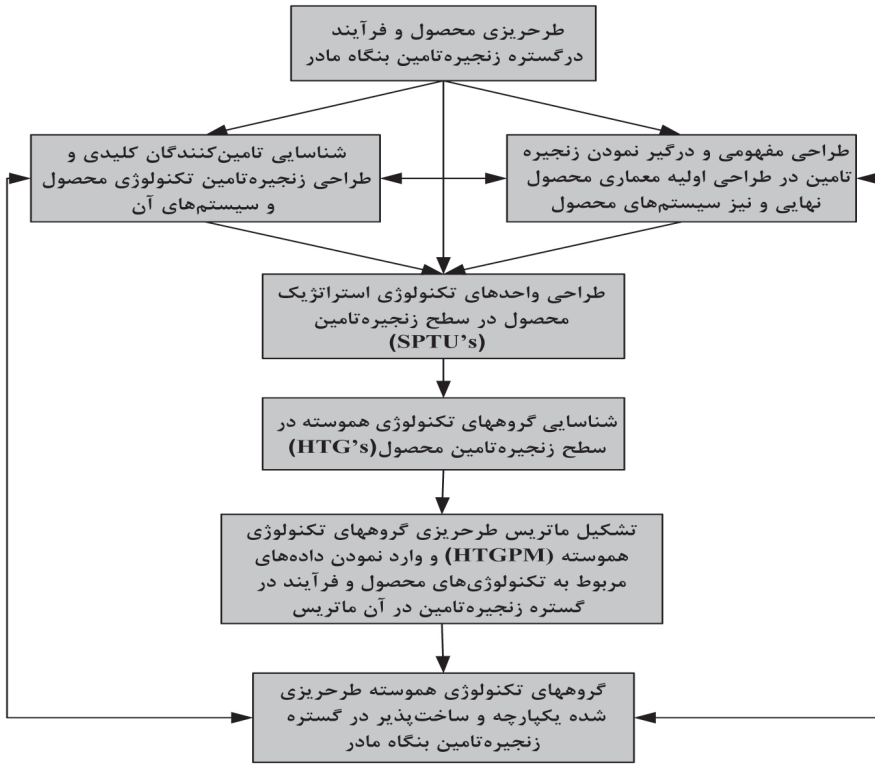 طرحریزی محصول و فرآیند
درگستره زنجیره‌تامین بنگاه مادر
طراحی مفهومی و درگیر نمودن زنجیره
تامین در طراحی اولیه معماری محصول
نهایی و نیز سیستم‌های محصول
شناسایی تامین‌کنندگان کلیدی و
طراحی زنجیره‌تامین تکنولوژی محصول
و سیستم‌های آن
طراحی واحدهای تکنولوژی استراتژیک
محصول در سطح زنجیره‌تامین
(SPTU’s)
شناسایی گروههای تکنولوژی هموسته در
سطح زنجیره‌تامین محصول(HTG’s)
تشکیل ماتریس طرحریزی گروههای تکنولوژی
هموسته (HTGPM) و وارد نمودن داده‌های
مربوط به تکنولوژی‌های محصول و فرآیند در
گستره زنجیره‌تامین در آن ماتریس
گروههای تکنولوژی هموسته طرحریزی
شده یکپارچه و ساخت‌پذیر در گستره
زنجیره‌تامین بنگاه مادر